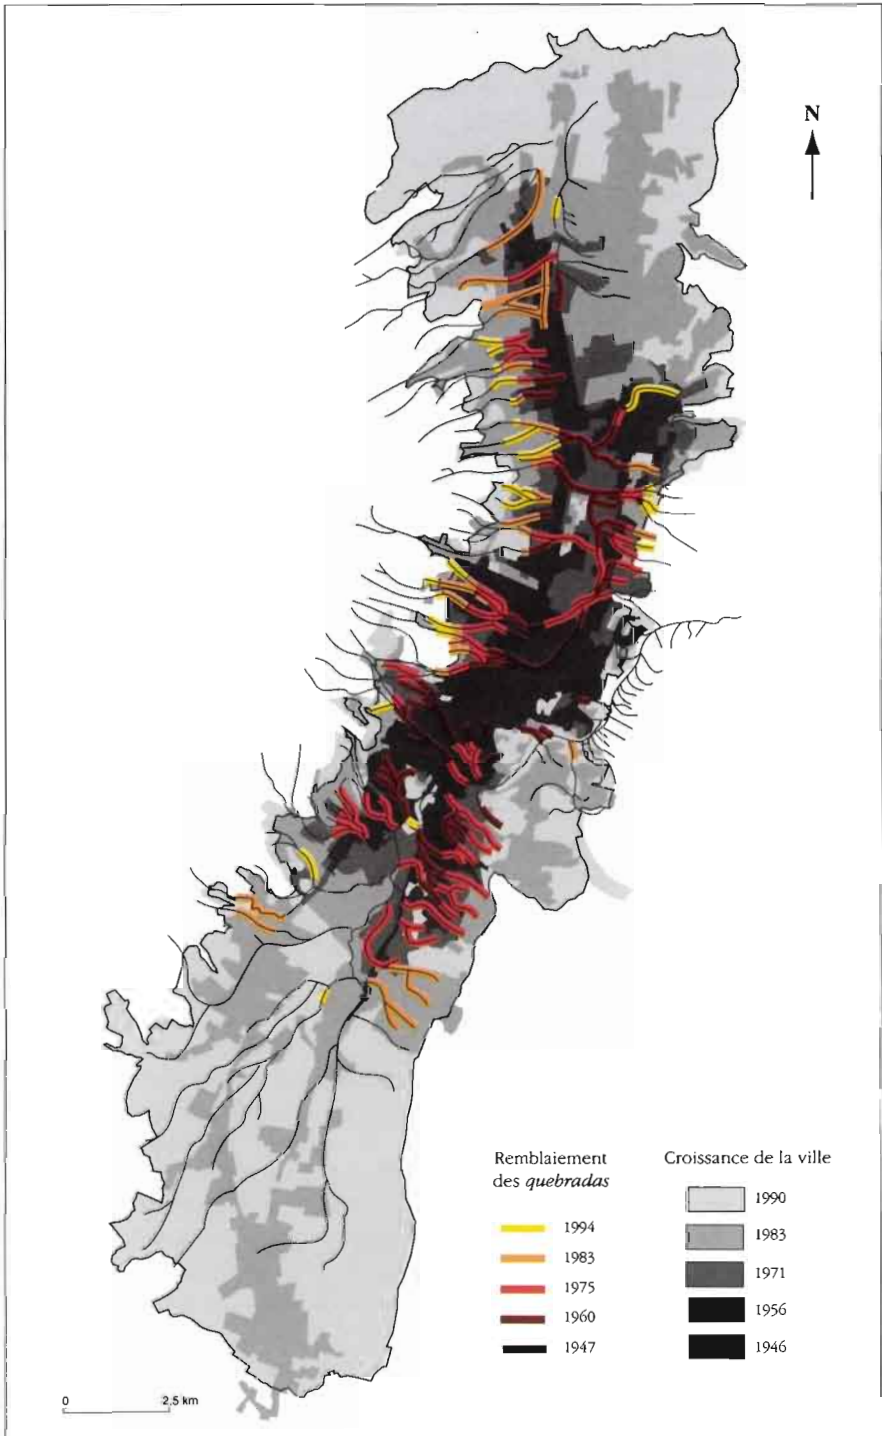 N
Remblaiement
des quebradas
1994
1983
1975
1960
1947
Croissance de la ville
1990
1983
1971
1956
1946
0 2,5 km